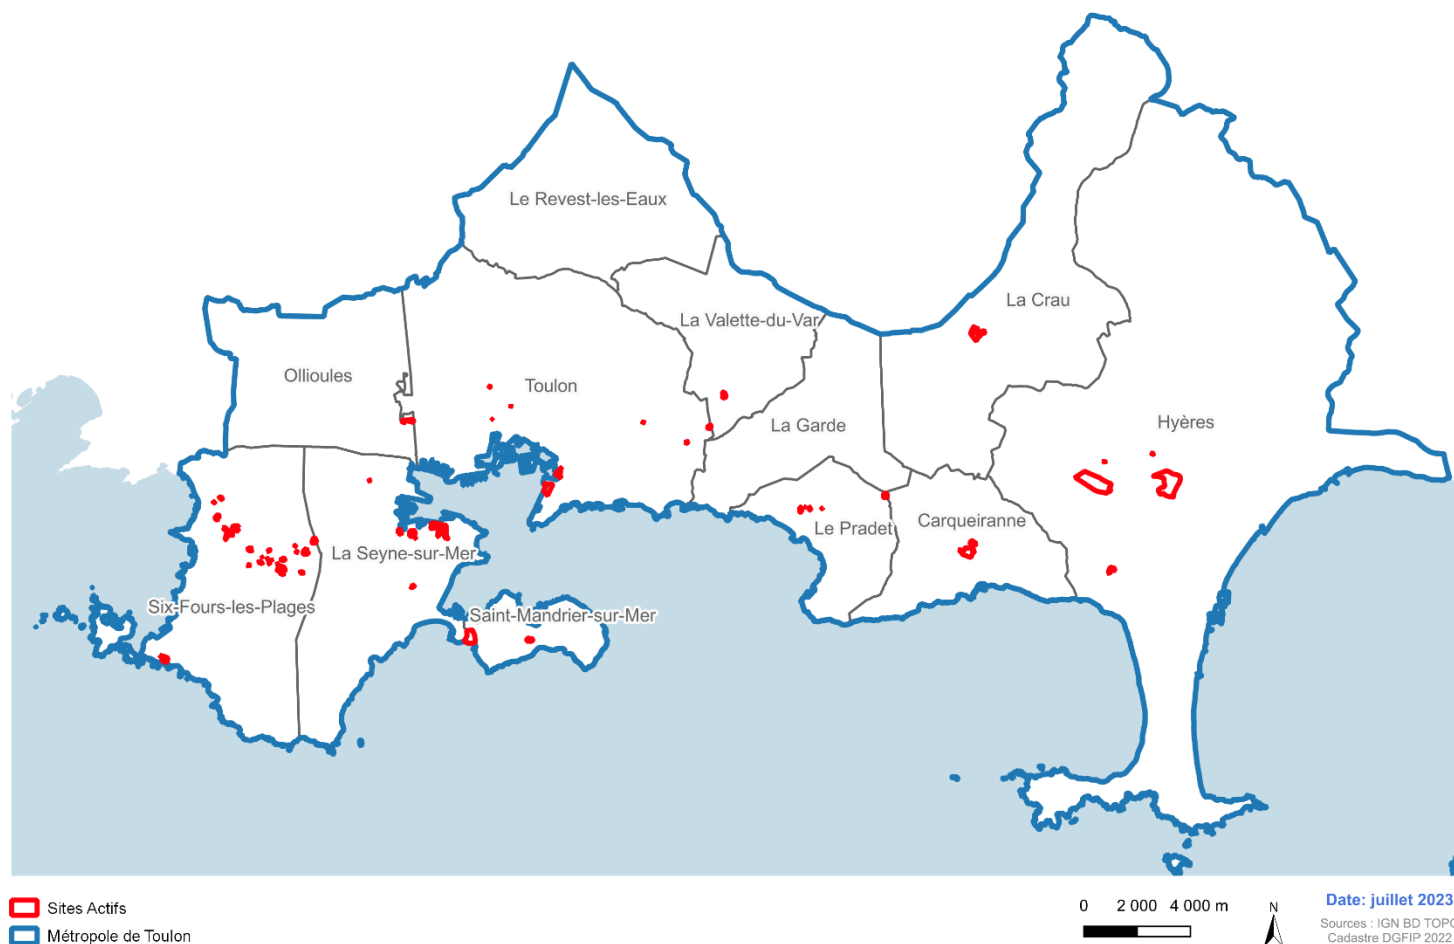 Le Revest-les-Eaux
La Crau
La Valette-du-Var
Ollioules
Toulon
La Garde
Hyères
Le Pradet
Carqueiranne
La Seyne-sur-Mer
Six-Fours-les-Plages
Saint-Mandrier-sur-Mer
Sites Actifs
Métropole de Toulon
0 2 000 4 000 m
N
Date: juillet 2023
Sources : IGN BD TOPO
Cadastre DGFIP 2022